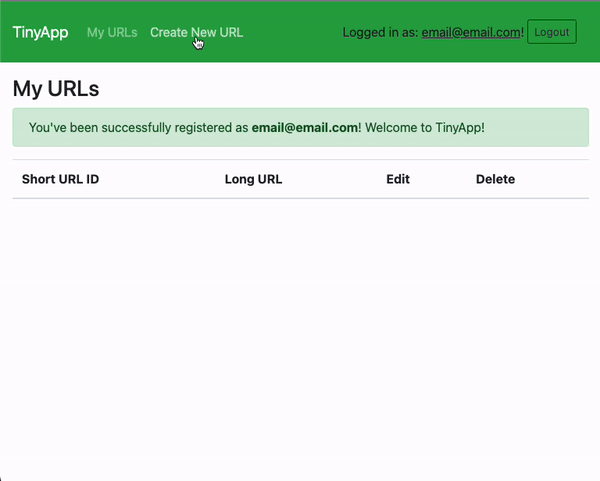 TinyApp My URLs Create New URL Logged in as: email@email.com! Logout
My URLs
You've been successfully registered as email@email.com! Welcome to TinyApp!
Short URL ID Long URL Edit Delete